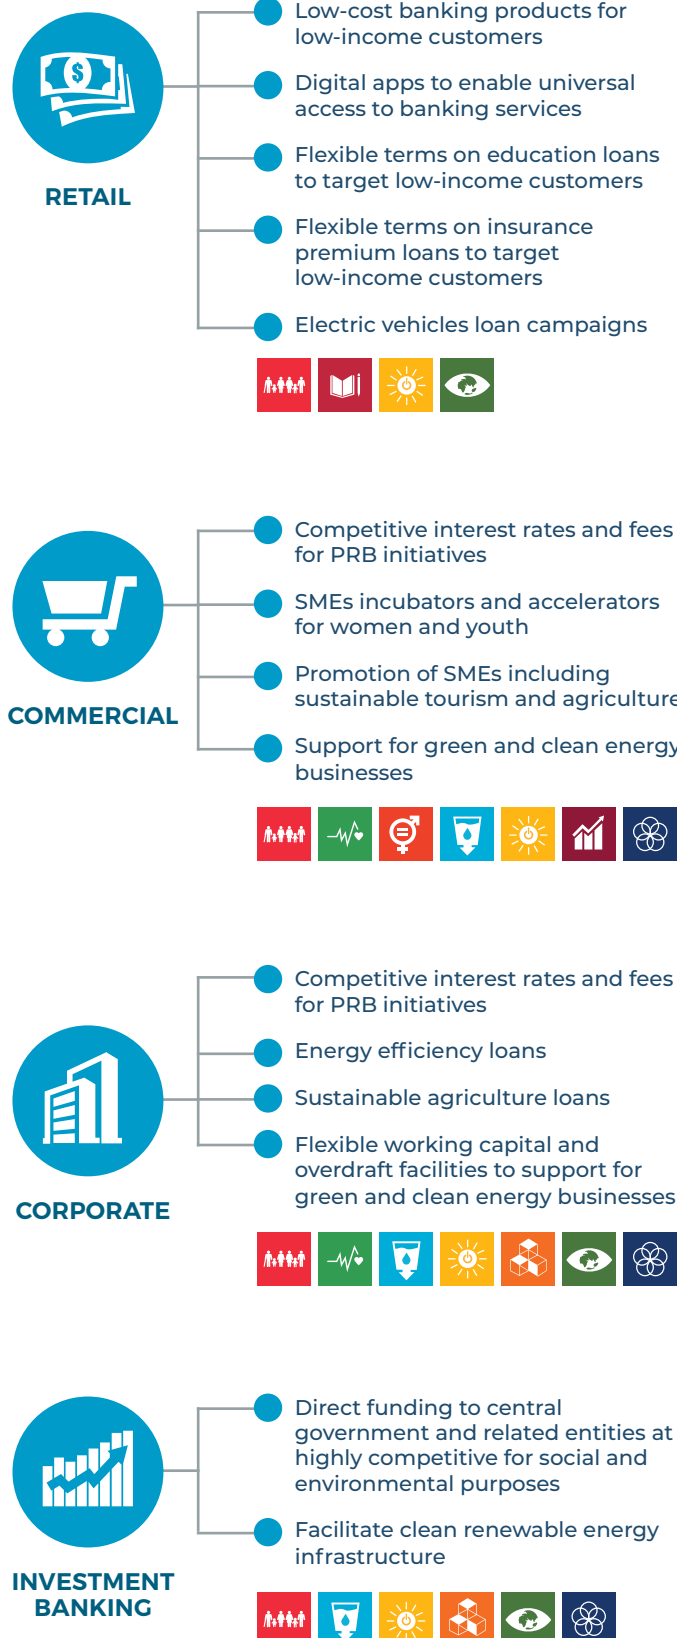 Low-cost banking products for
low-income customers
Digital apps to enable universal
access to banking services
Flexible terms on education loans
to target low-income customers
RETAIL
Flexible terms on insurance
premium loans to target
low-income customers
Electric vehicles loan campaigns
Competitive interest rates and fees
for PRB initiatives
SMEs incubators and accelerators
for women and youth
Promotion of SMEs including
sustainable tourism and agriculture
COMMERCIAL
Support for green and clean energy
businesses
Competitive interest rates and fees
for PRB initiatives
Energy efficiency loans
Sustainable agriculture loans
Flexible working capital and
overdraft facilities to support for
green and clean energy businesses
CORPORATE
Direct funding to central
government and related entities at
highly competitive for social and
environmental purposes
Facilitate clean renewable energy
infrastructure
INVESTMENT
BANKING